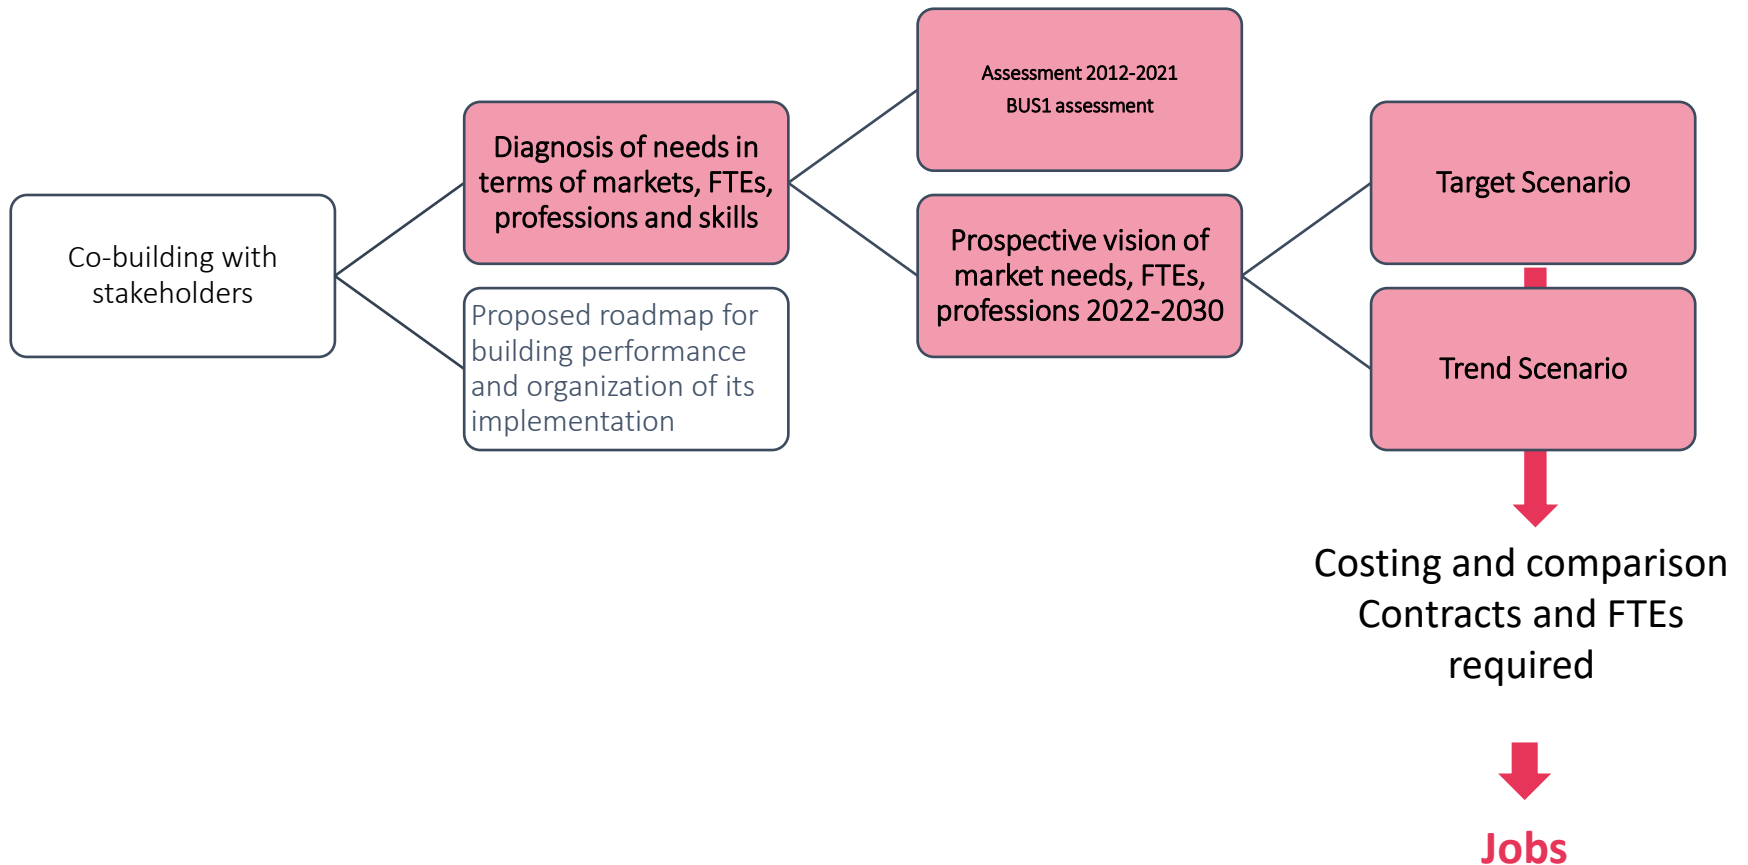 Co-building with
stakeholders
Diagnosis of needs in
terms of markets, FTEs,
professions and skills
Proposed roadmap for
building performance
and organization of its
implementation
Assessment 2012-2021
BUS1 assessment
Prospective vision of
market needs, FTEs,
professions 2022-2030
Target Scenario
Trend Scenario
Costing and comparison
Contracts and FTEs
required
Jobs